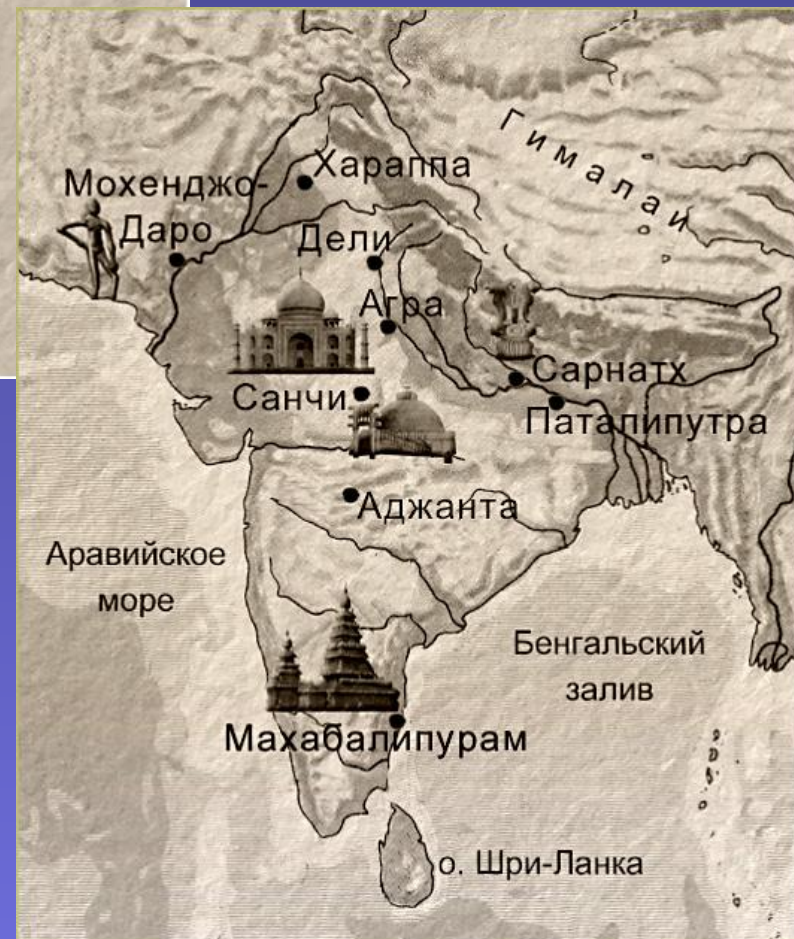 Гималаи
Хараппа
Мохенджо-
Даро
Дели
Агра
Сарнатх
Санчи
Паталипутра
Аджанта
Аравийское
море
Бенгальский
залив
Махабалипурам
о. Шри-Ланка